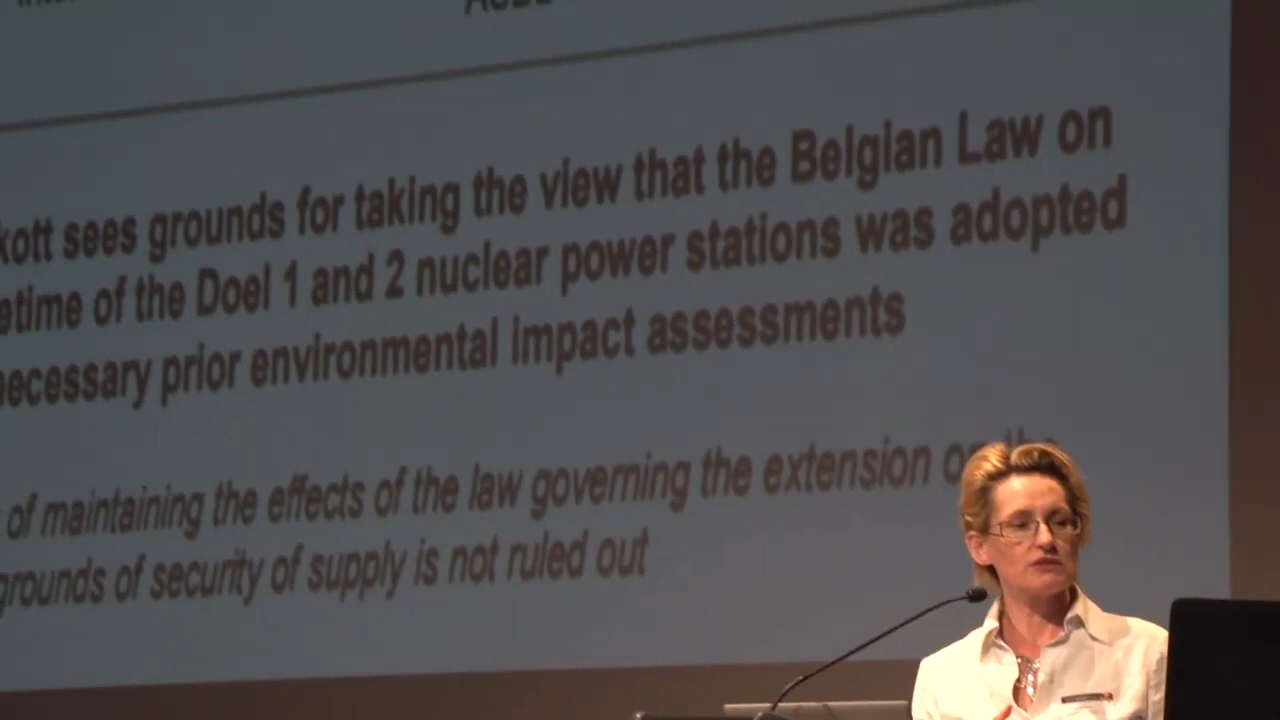 kott sees grounds for taking the view that the Belgian Law on
etime of the Doel 1 and 2 nuclear power stations was adopted
necessary prior environmental impact assessments
of maintaining the effects of the law governing the extension
grounds of security of supply is not ruled out